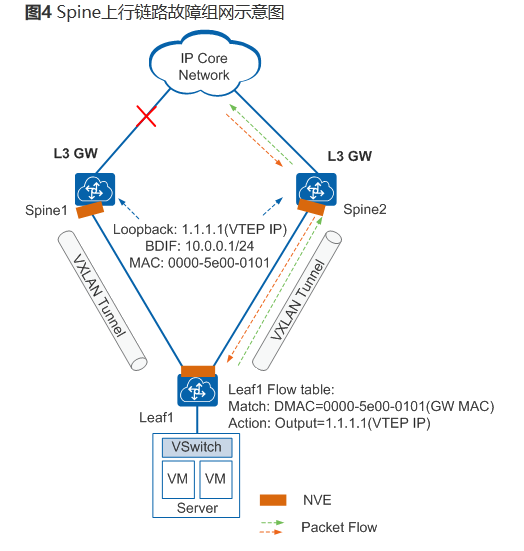 图4 Spine上行链路故障组网示意图
IP Core
Network
L3 GW
L3 GW
Spine1
Spine2
Loopback: 1.1.1.1(VTEP IP)
BDIF: 10.0.0.1/24
MAC: 0000-5e00-0101
VXLAN Tunnel
VXLAN Tunnel
Leaf1
Leaf1 Flow table:
Match: DMAC=0000-5e00-0101(GW MAC)
Action: Output=1.1.1.1(VTEP IP)
VSwitch
VM
VM
Server
NVE
Packet Flow